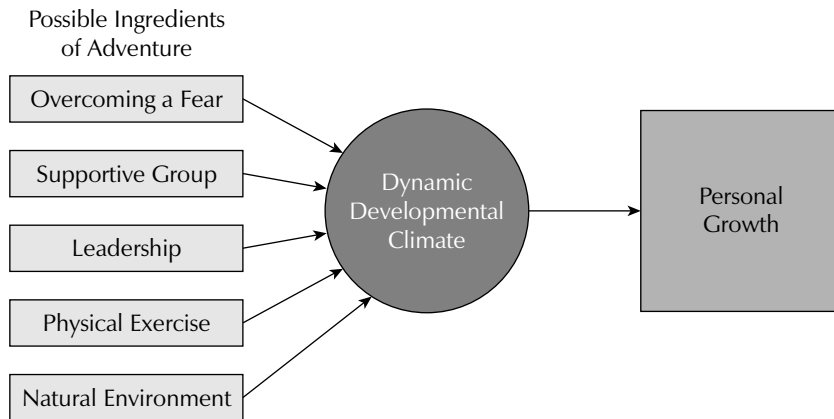 Possible Ingredients
of Adventure
Overcoming a Fear
Supportive Group
Leadership
Physical Exercise
Natural Environment
Dynamic
Developmental
Climate
Personal
Growth